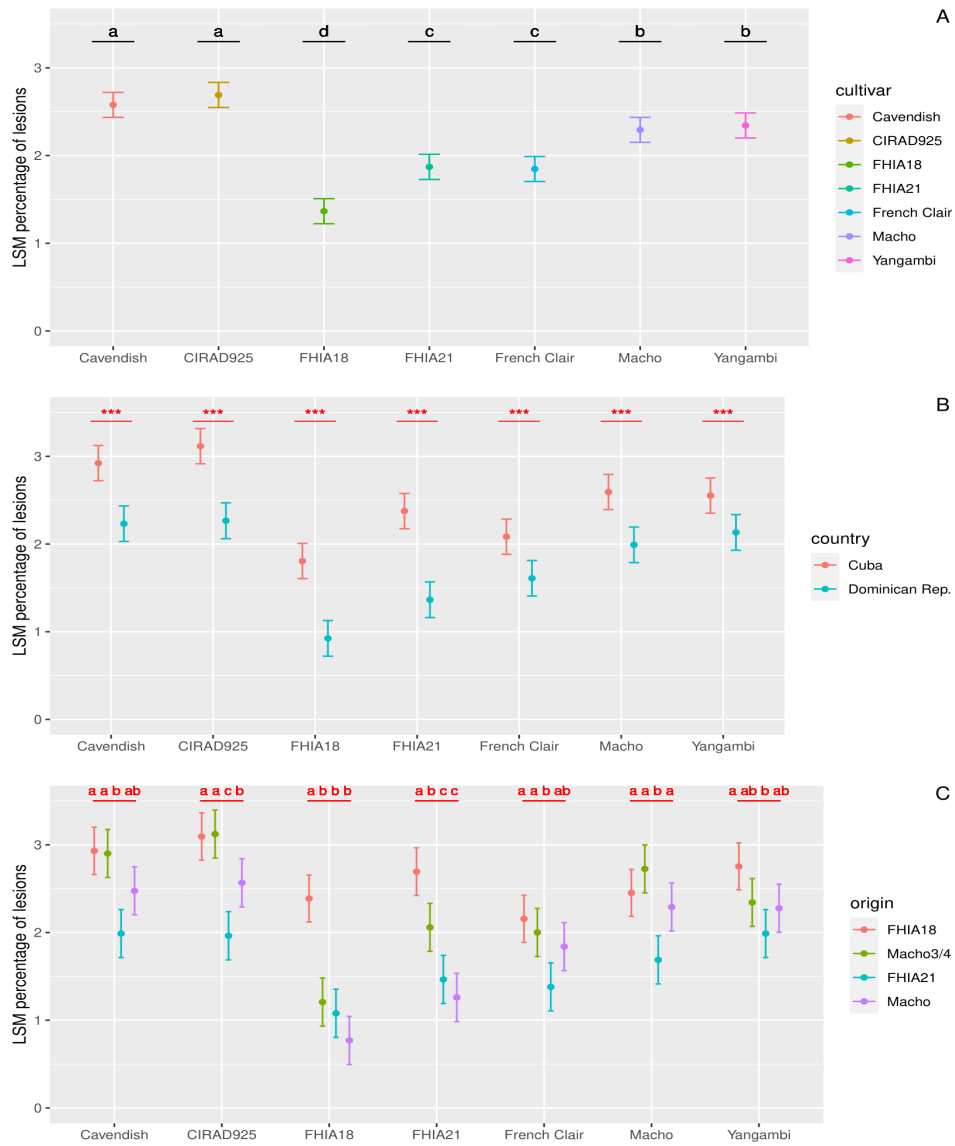 A
a a d c c b b
3
2
1
0
LSM percentage of lesions
Cavendish CIRAD925 FHIA18 FHIA21 French Clair Macho Yangambi
cultivar
Cavendish
CIRAD925
FHIA18
FHIA21
French Clair
Macho
Yangambi
B
*** *** *** *** *** *** ***
3
2
1
0
LSM percentage of lesions
Cavendish CIRAD925 FHIA18 FHIA21 French Clair Macho Yangambi
country
Cuba
Dominican Rep.
C
a a b ab a a c b a b b b a b c c a a b ab a a b a a ab b ab
3
2
1
0
LSM percentage of lesions
Cavendish CIRAD925 FHIA18 FHIA21 French Clair Macho Yangambi
origin
FHIA18
Macho3/4
FHIA21
Macho